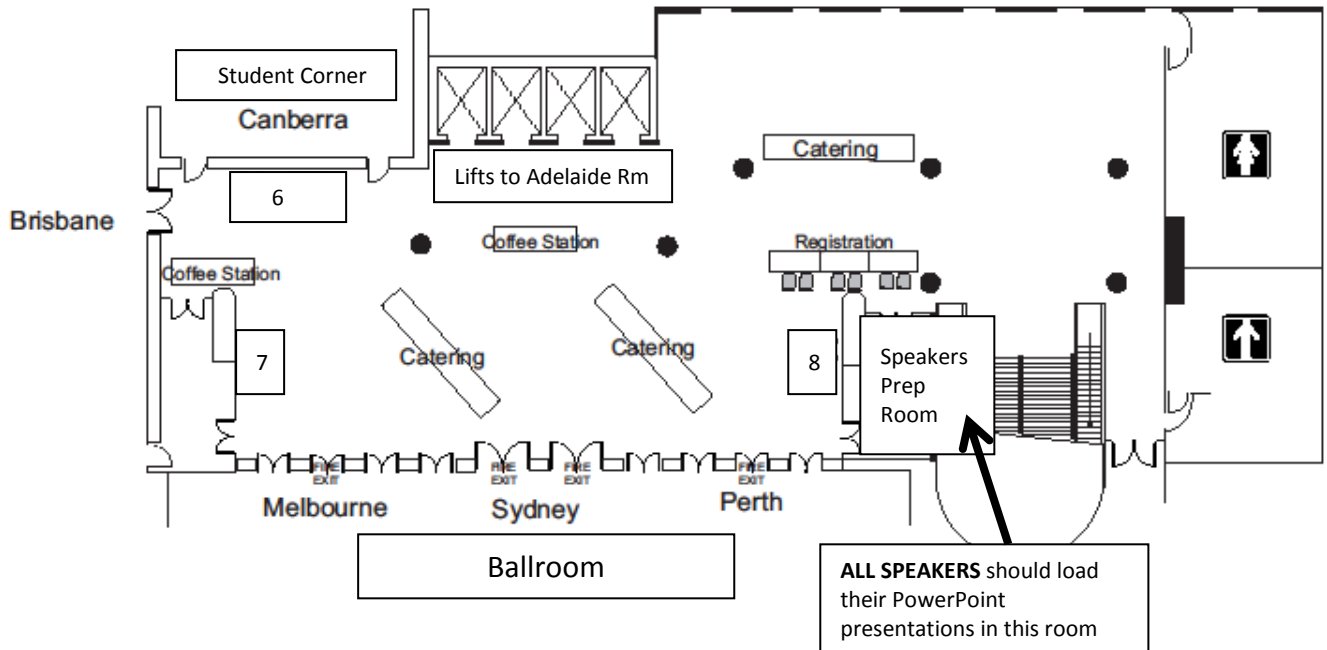 Student Corner
Canberra
Catering
Lifts to Adelaide Rm
6
Brisbane
Coffee Station
Registration
Coffee Station
Catering
Catering
7
8
Speakers
Prep
Room
FIRE
EXIT
FIRE
EXIT
FIRE
EXIT
FIRE
EXIT
Melbourne
Sydney
Perth
Ballroom
ALL SPEAKERS should load
their PowerPoint
presentations in this room